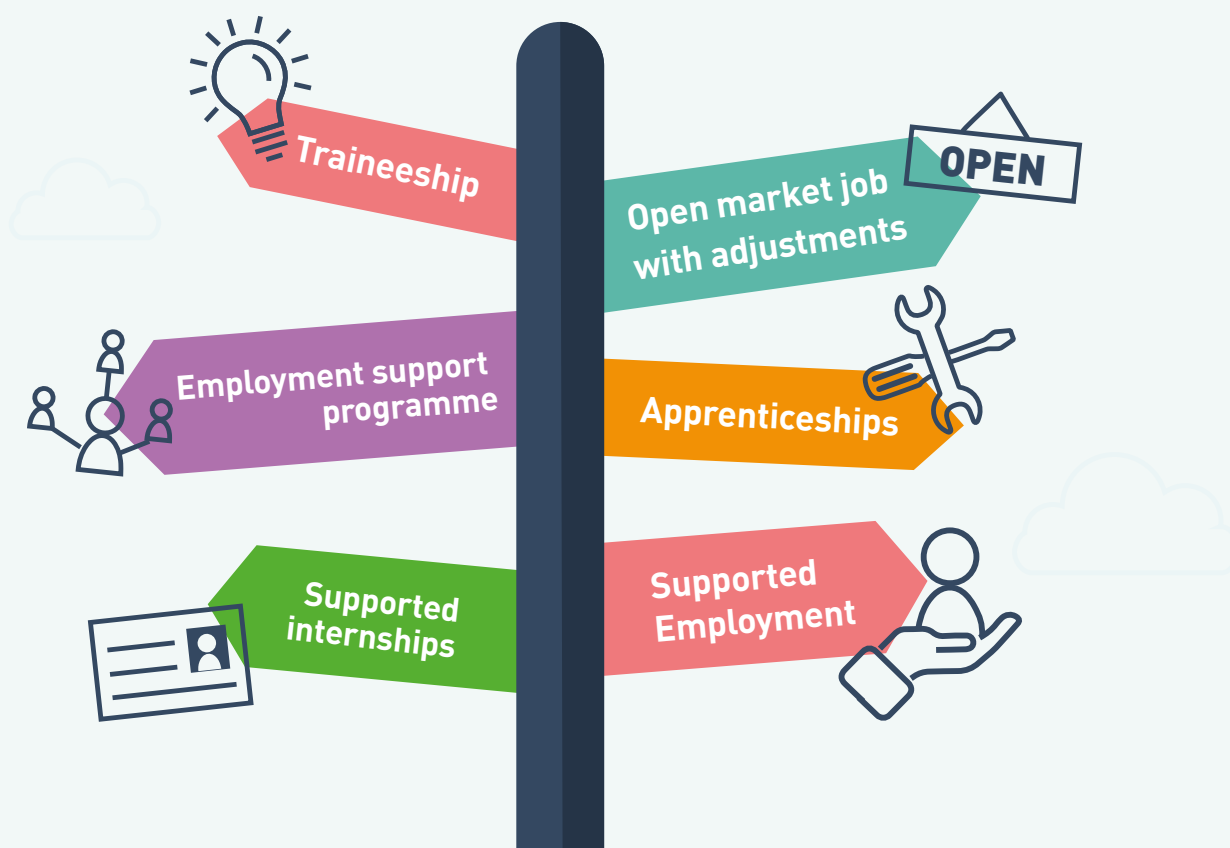 Traineeship
OPEN
Open market job
with adjustments
Employment support
programme
Apprenticeships
Supported
internships
Supported
Employment